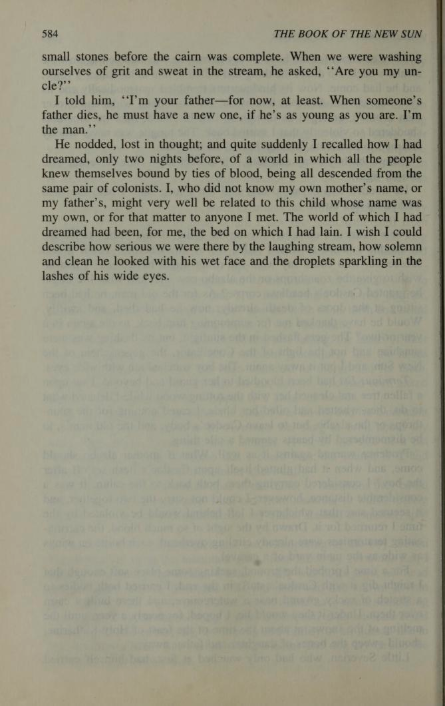 584 THE BOOK OF THE NEW SUN
small stones before the cairn was complete. When we were washing
ourselves of grit and sweat in the stream, he asked, “Are you my un-
cle?”
I told him, “I’m your father—for now, at least. When someone’s
father dies, he must have a new one, if he’s as young as you are. I’m
the man.”
He nodded, lost in thought; and quite suddenly I recalled how I had
dreamed, only two nights before, of a world in which all the people
knew themselves bound by ties of blood, being all descended from the
same pair of colonists. I, who did not know my own mother’s name, or
my father’s, might very well be related to this child whose name was
my own, or for that matter to anyone I met. The world of which I had
dreamed had been, for me, the bed on which I had lain. I wish I could
describe how serious we were there by the laughing stream, how solemn
and clean he looked with his wet face and the droplets sparkling in the
lashes of his wide eyes.